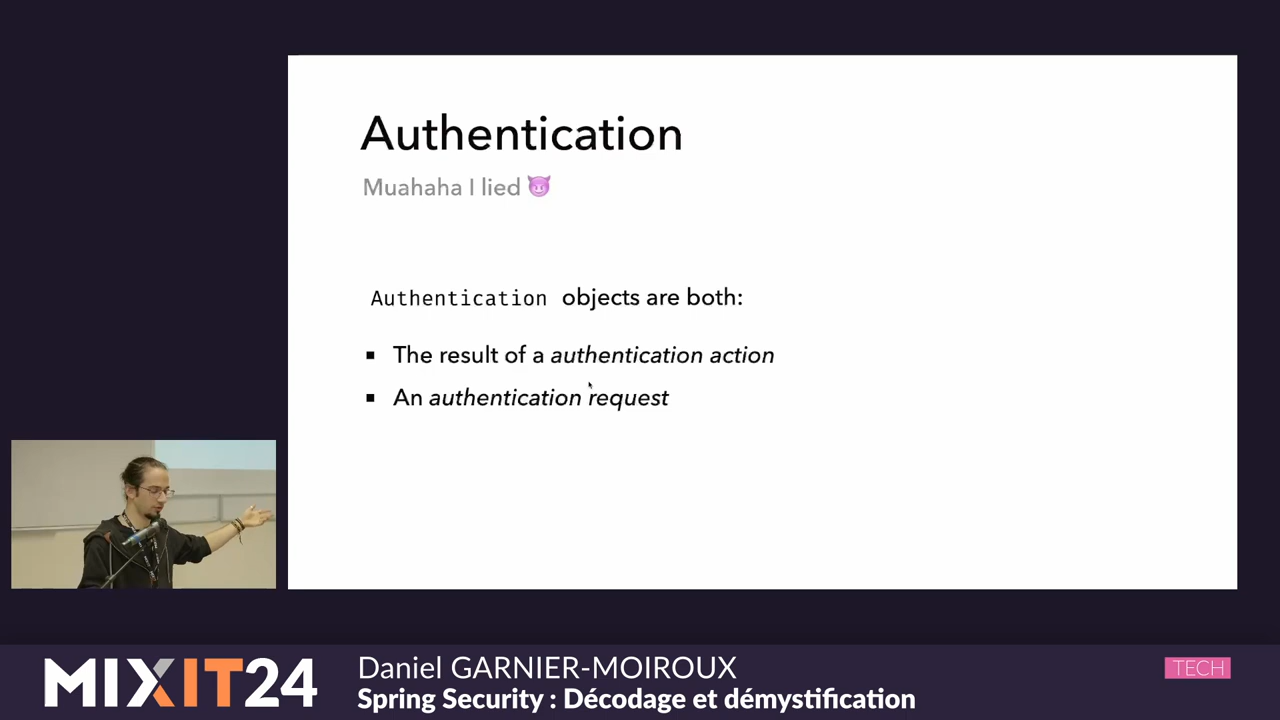 Authentication
Muahaha I lied 😈
Authentication objects are both:
▪ The result of a authentication action
▪ An authentication request
MIXIT24
Daniel GARNIER-MOIROUX
Spring Security : Décodage et démystification
TECH